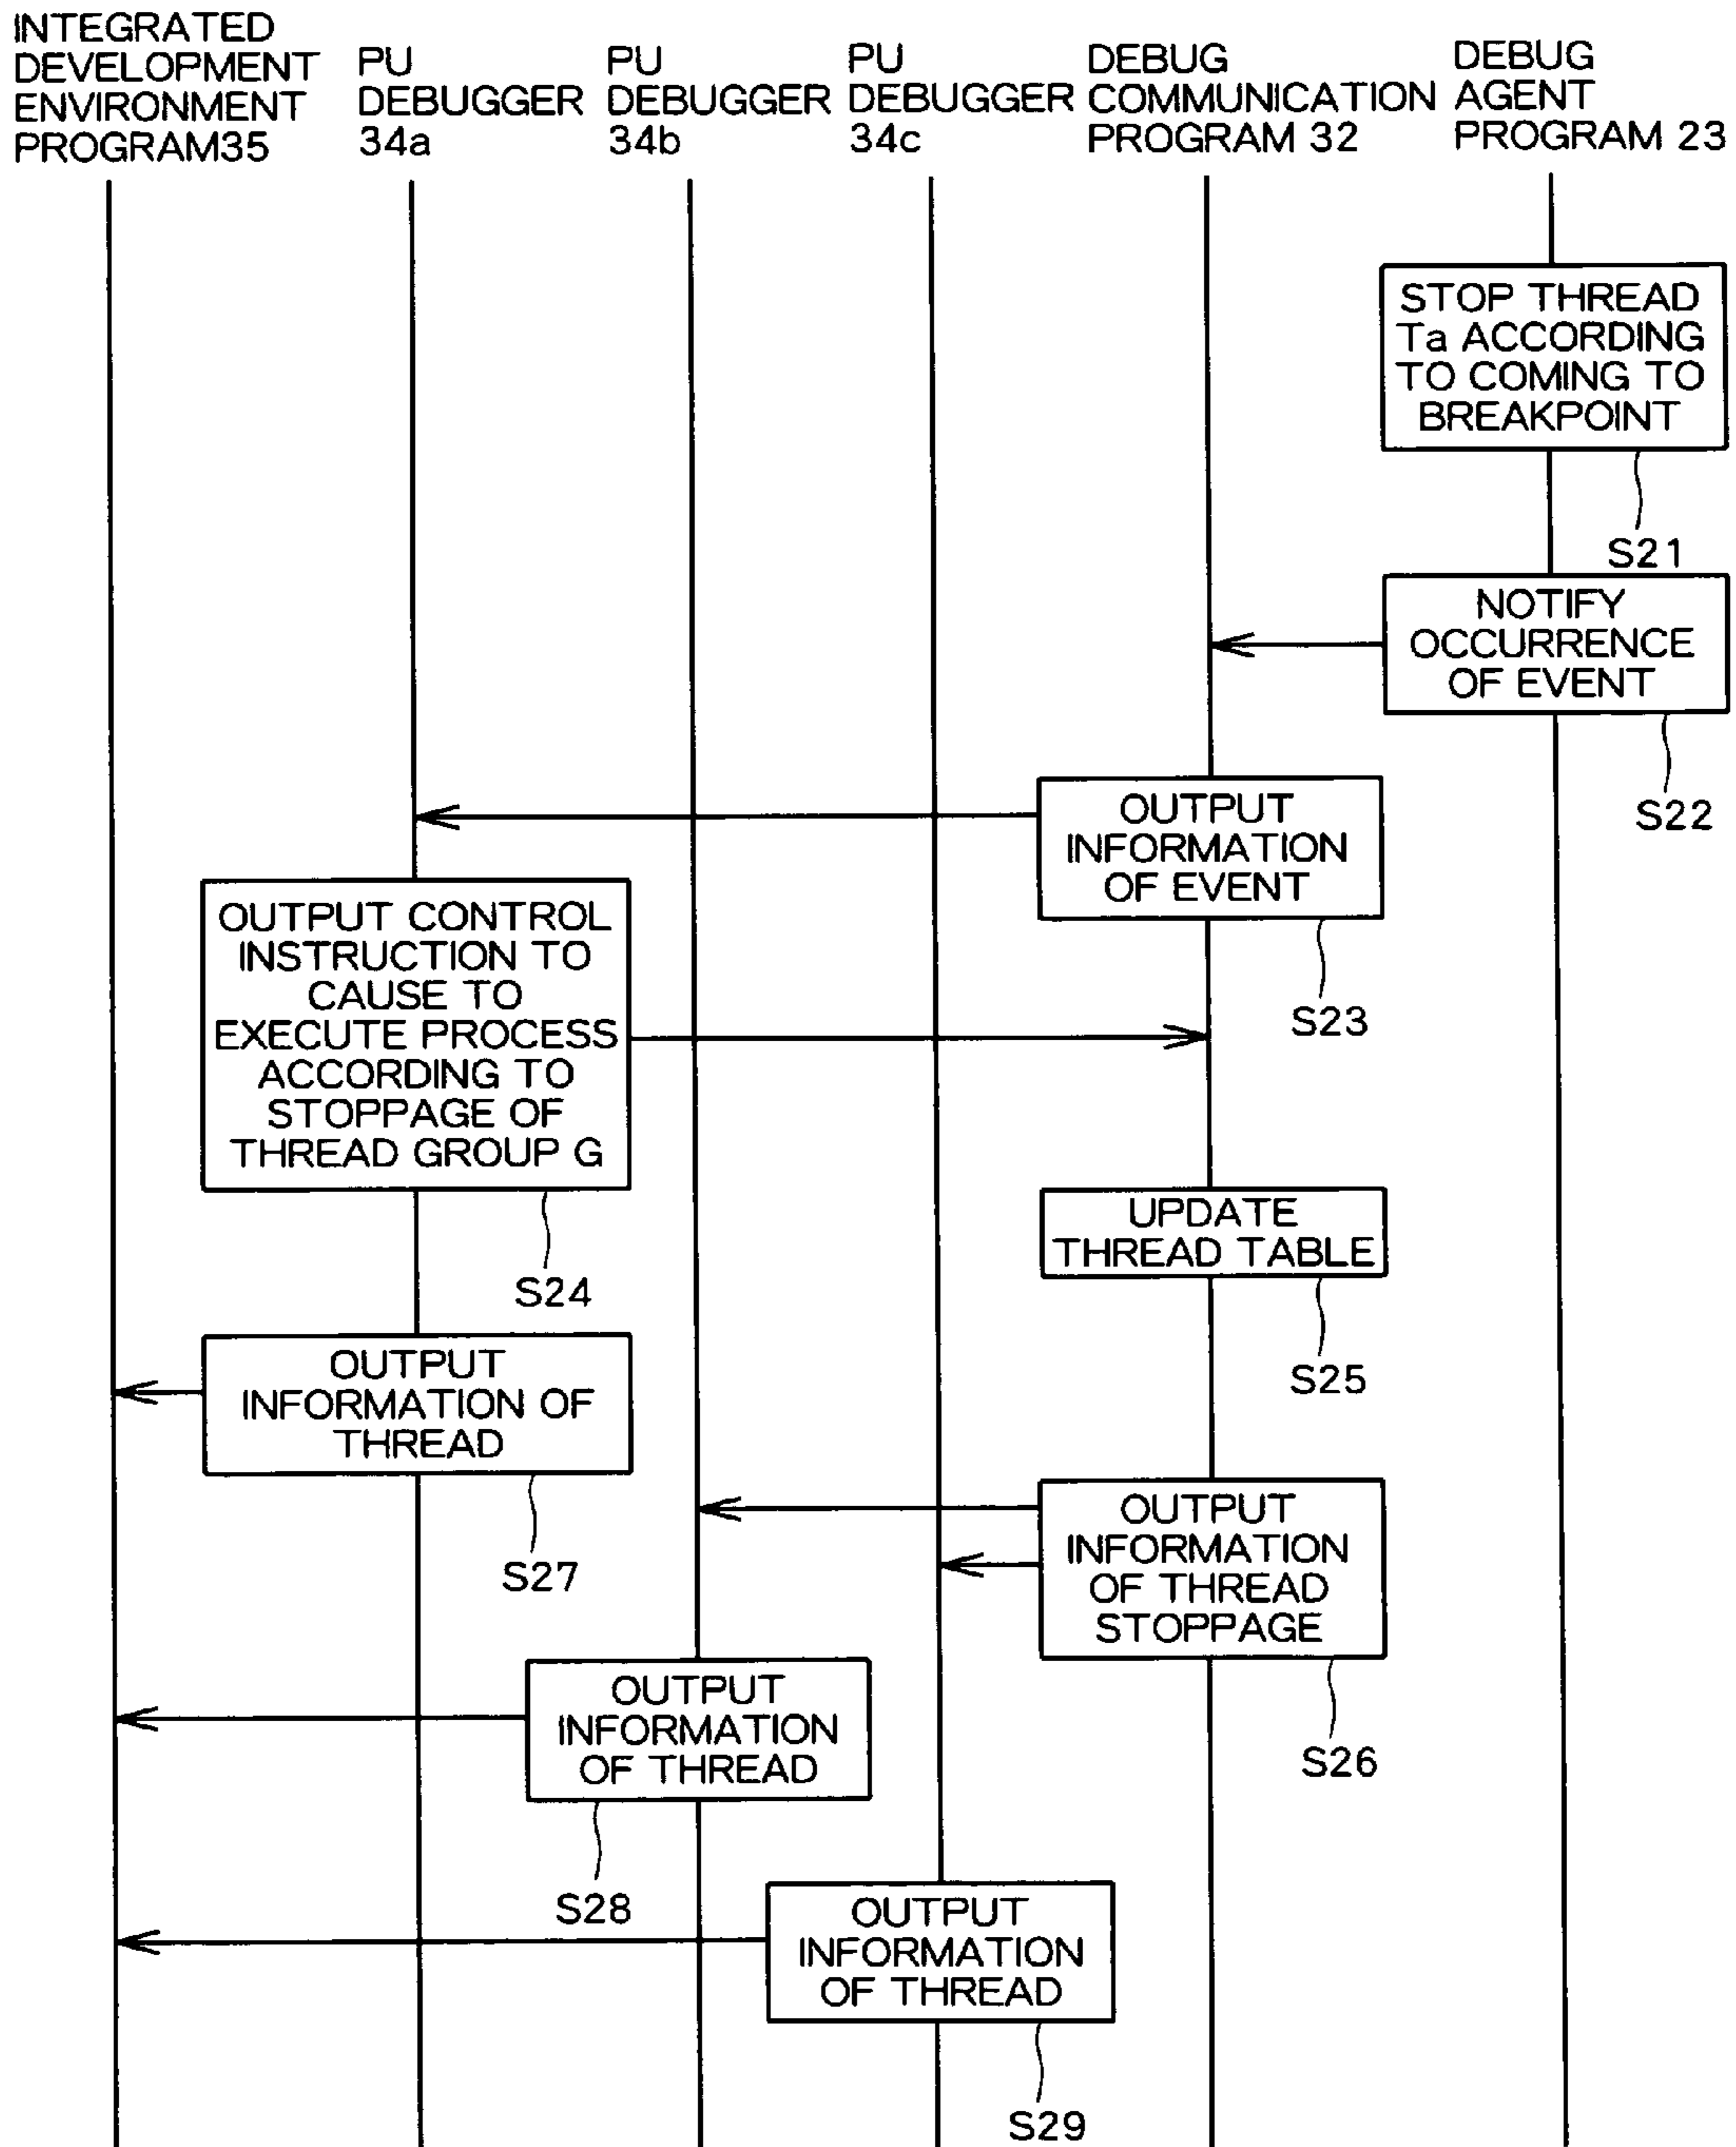 INTEGRATED
DEVELOPMENT
ENVIRONMENT
PROGRAM35
PU
DEBUGGER
34a
PU
DEBUGGER
34b
PU
DEBUGGER
34c
DEBUG
COMMUNICATION
PROGRAM 32
DEBUG
AGENT
PROGRAM 23
STOP THREAD
Ta ACCORDING
TO COMING TO
BREAKPOINT
S21
NOTIFY
OCCURRENCE
OF EVENT
S22
OUTPUT
INFORMATION
OF EVENT
S23
OUTPUT CONTROL
INSTRUCTION TO
CAUSE TO
EXECUTE PROCESS
ACCORDING TO
STOPPAGE OF
THREAD GROUP G
S24
UPDATE
THREAD TABLE
S25
OUTPUT
INFORMATION OF
THREAD
S27
OUTPUT
INFORMATION
OF THREAD
STOPPAGE
S26
OUTPUT
INFORMATION
OF THREAD
S28
OUTPUT
INFORMATION
OF THREAD
S29